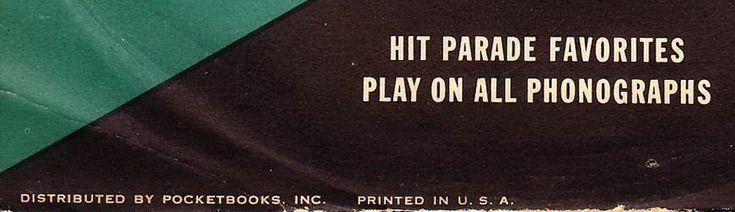 HIT PARADE FAVORITES
PLAY ON ALL PHONOGRAPHS
DISTRIBUTED BY POCKETBOOKS, INC. PRINTED IN U. S. A.